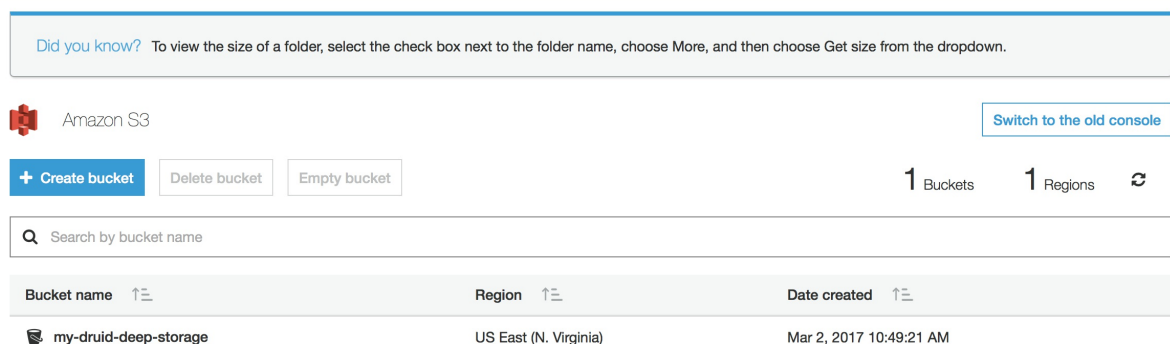 Did you know? To view the size of a folder, select the check box next to the folder name, choose More, and then choose Get size from the dropdown.
Amazon S3 Switch to the old console
+ Create bucket Delete bucket Empty bucket 1 Buckets 1 Regions
Search by bucket name
Bucket name Region Date created
my-druid-deep-storage US East (N. Virginia) Mar 2, 2017 10:49:21 AM